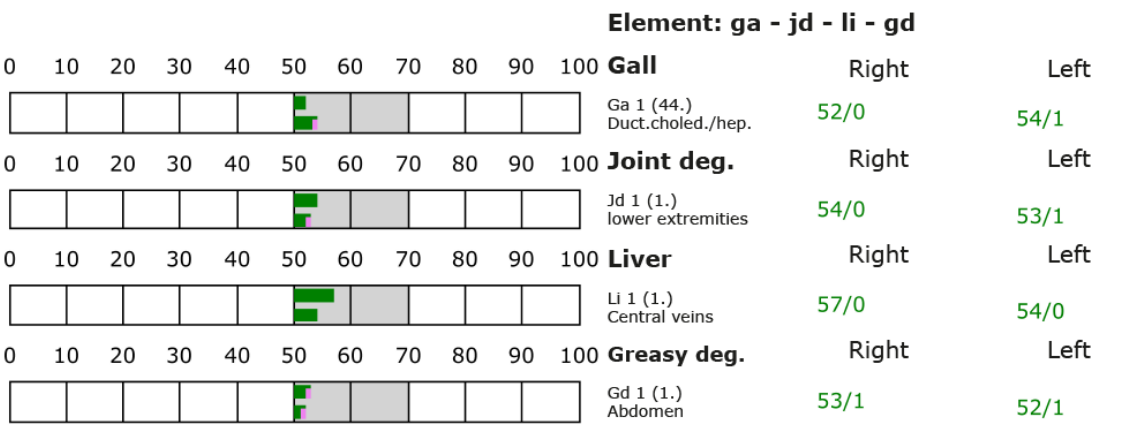 Element: ga - jd - li - gd
0 10 20 30 40 50 60 70 80 90 100 Gall Right Left
Ga 1 (44.) 52/0 54/1
Duct.choled./hep.
0 10 20 30 40 50 60 70 80 90 100 Joint deg. Right Left
Jd 1 (1.) 54/0 53/1
lower extremities
0 10 20 30 40 50 60 70 80 90 100 Liver Right Left
Li 1 (1.) 57/0 54/0
Central veins
0 10 20 30 40 50 60 70 80 90 100 Greasy deg. Right Left
Gd 1 (1.) 53/1 52/1
Abdomen